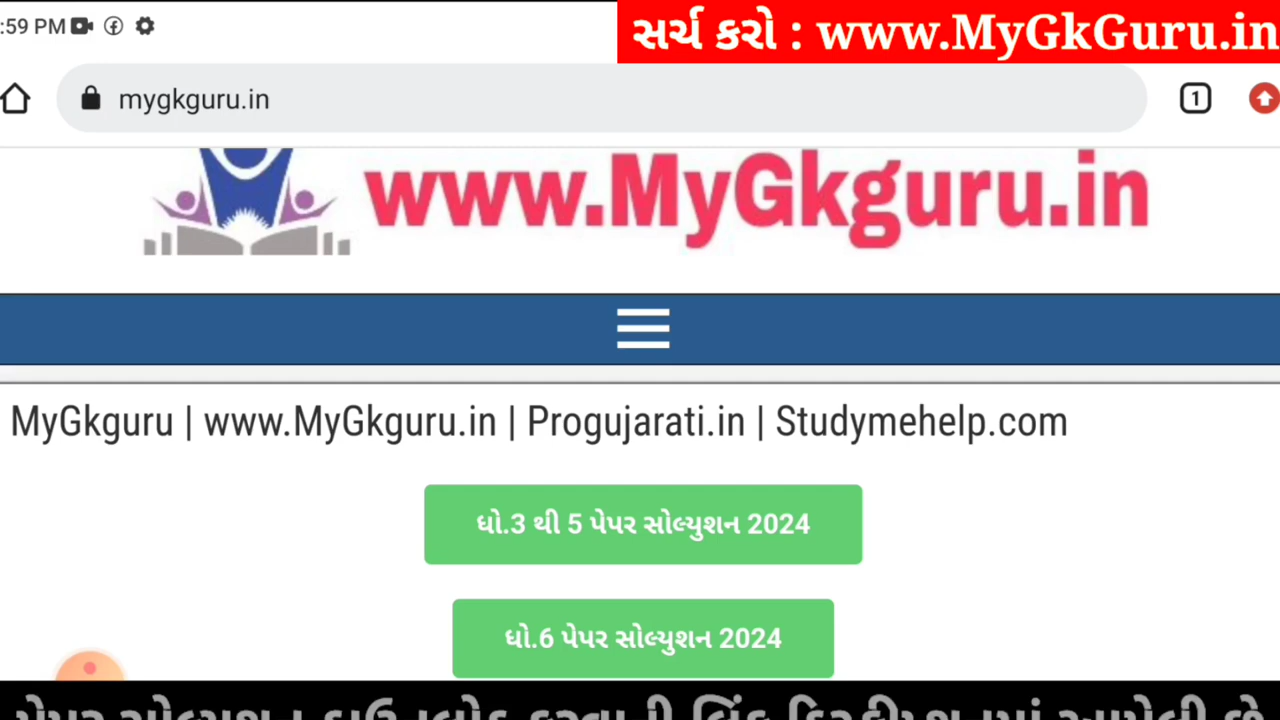 :59 PM
સર્ચ કરો : www.MyGkGuru.in
mygkguru.in
1
www.MyGkguru.in
MyGkguru | www.MyGkguru.in | Progujarati.in | Studymehelp.com
ધો.3 થી 5 પેપર સોલ્યુશન 2024
ધો.6 પેપર સોલ્યુશન 2024